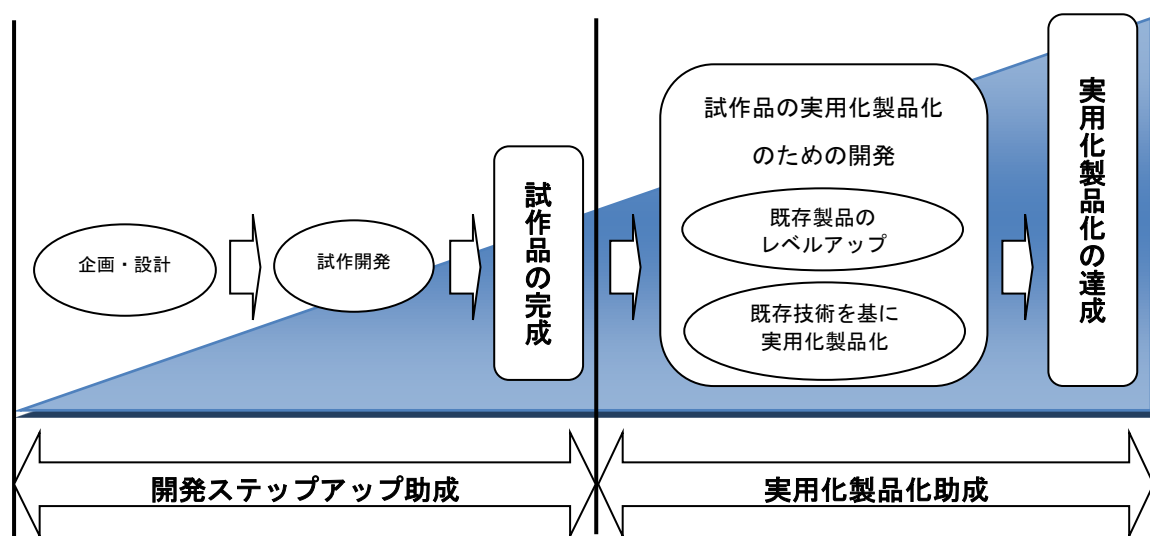 企画・設計
試作開発
試作品の完成
試作品の実用化製品化
のための開発
既存製品の
レベルアップ
既存技術を基に
実用化製品化
実用化製品化の達成
開発ステップアップ助成
実用化製品化助成